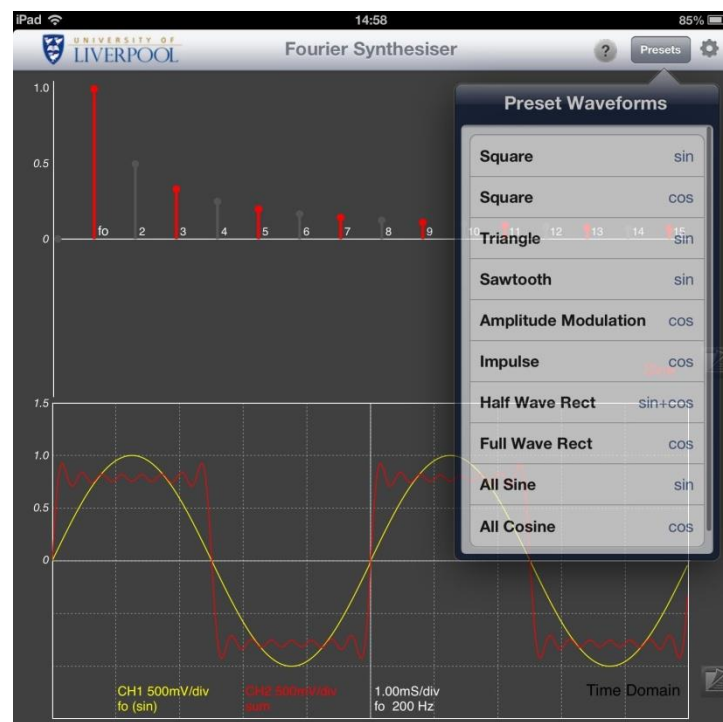 iPad 14:58 85%
UNIVERSITY OF
LIVERPOOL
Fourier Synthesiser
? Presets
Preset Waveforms
Square sin
Square cos
Triangle sin
Sawtooth sin
Amplitude Modulation cos
Impulse cos
Half Wave Rect sin+cos
Full Wave Rect cos
All Sine sin
All Cosine cos
1.0
0.5
0
fo 2 3 4 5 6 7 8 9 10 11 12 13 14 15
1.5
1.0
0.5
0
CH1 500mV/div CH2 500mV/div 1.00mS/div Time Domain
fo (sin) sum fo 200 Hz